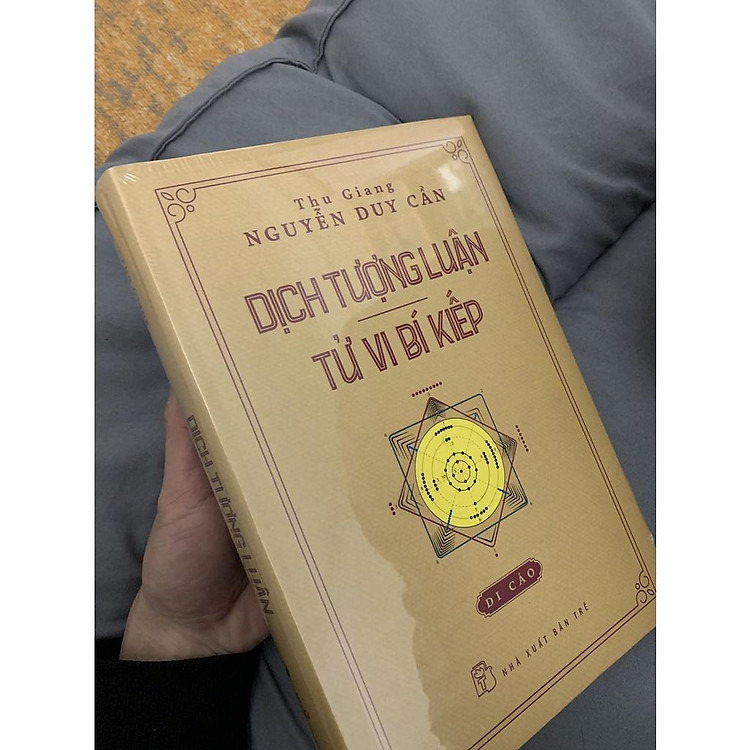 Thu Giang
NGUYỄN DUY CẦN
DỊCH TƯỢNG LUẬN
TỬ VI BÍ KIẾP
DI CẢO
NHÀ XUẤT BẢN TRẺ
DỊCH TƯỢNG LUẬN